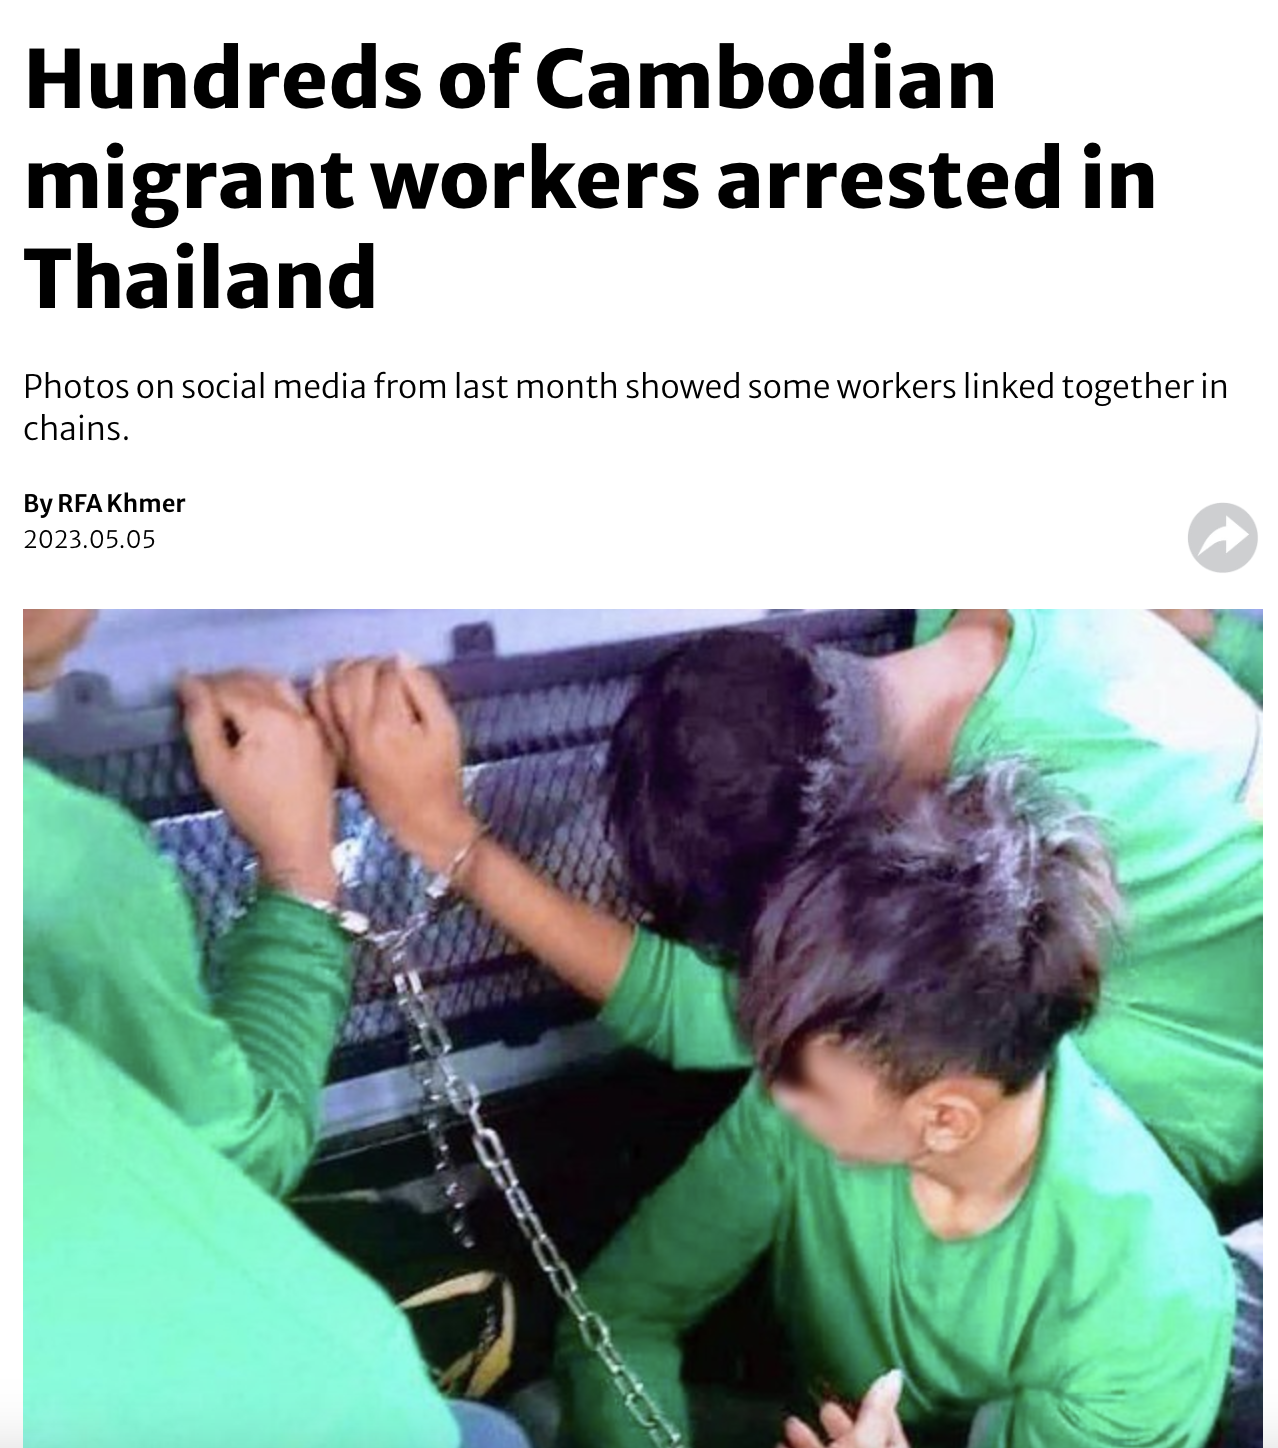 Hundreds of Cambodian
migrant workers arrested in
Thailand
Photos on social media from last month showed some workers linked together in
chains.
By RFA Khmer
2023.05.05